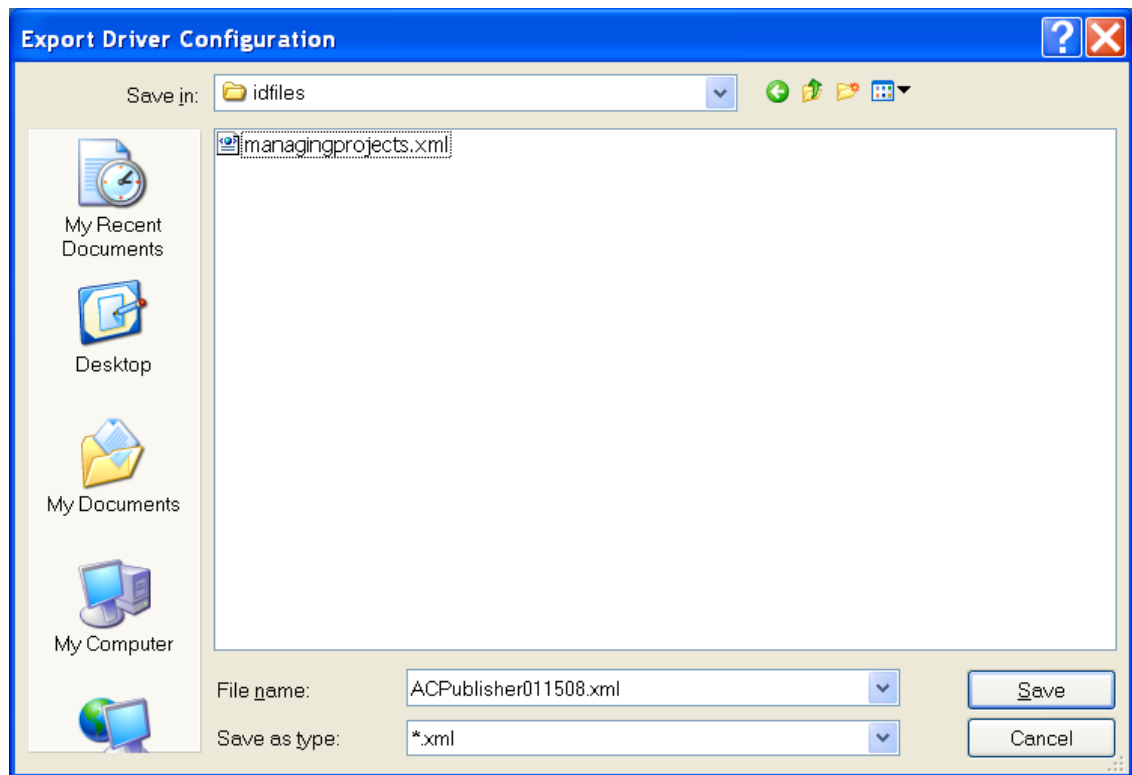 Export Driver Configuration
Save in:
idfiles
managingprojects.xml
My Recent
Documents
Desktop
My Documents
My Computer
File name:
ACPublisher011508.xml
Save
Save as type:
*.xml
Cancel